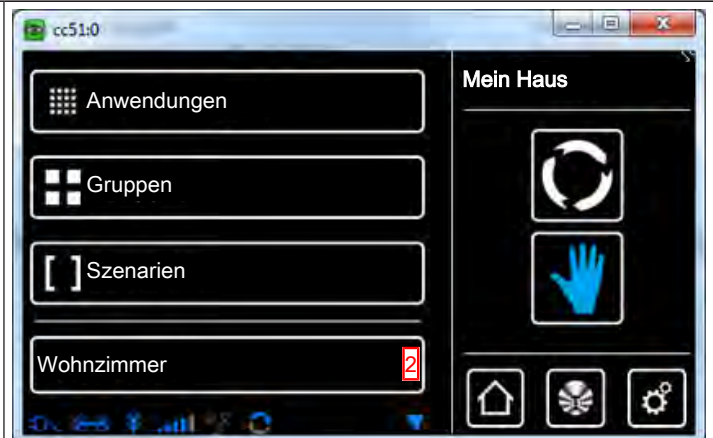 cc51:0
Anwendungen
Gruppen
Szenarien
Wohnzimmer 2
Mein Haus